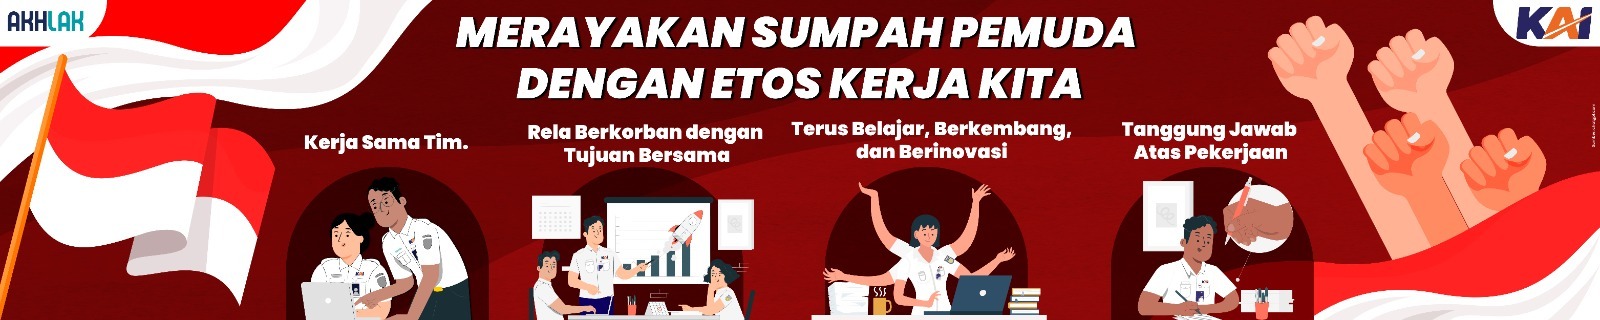 AKHLAK
KAI
MERAYAKAN SUMPAH PEMUDA
DENGAN ETOS KERJA KITA
Kerja Sama Tim.
Rela Berkorban dengan
Tujuan Bersama
Terus Belajar, Berkembang,
dan Berinovasi
Tanggung Jawab
Atas Pekerjaan